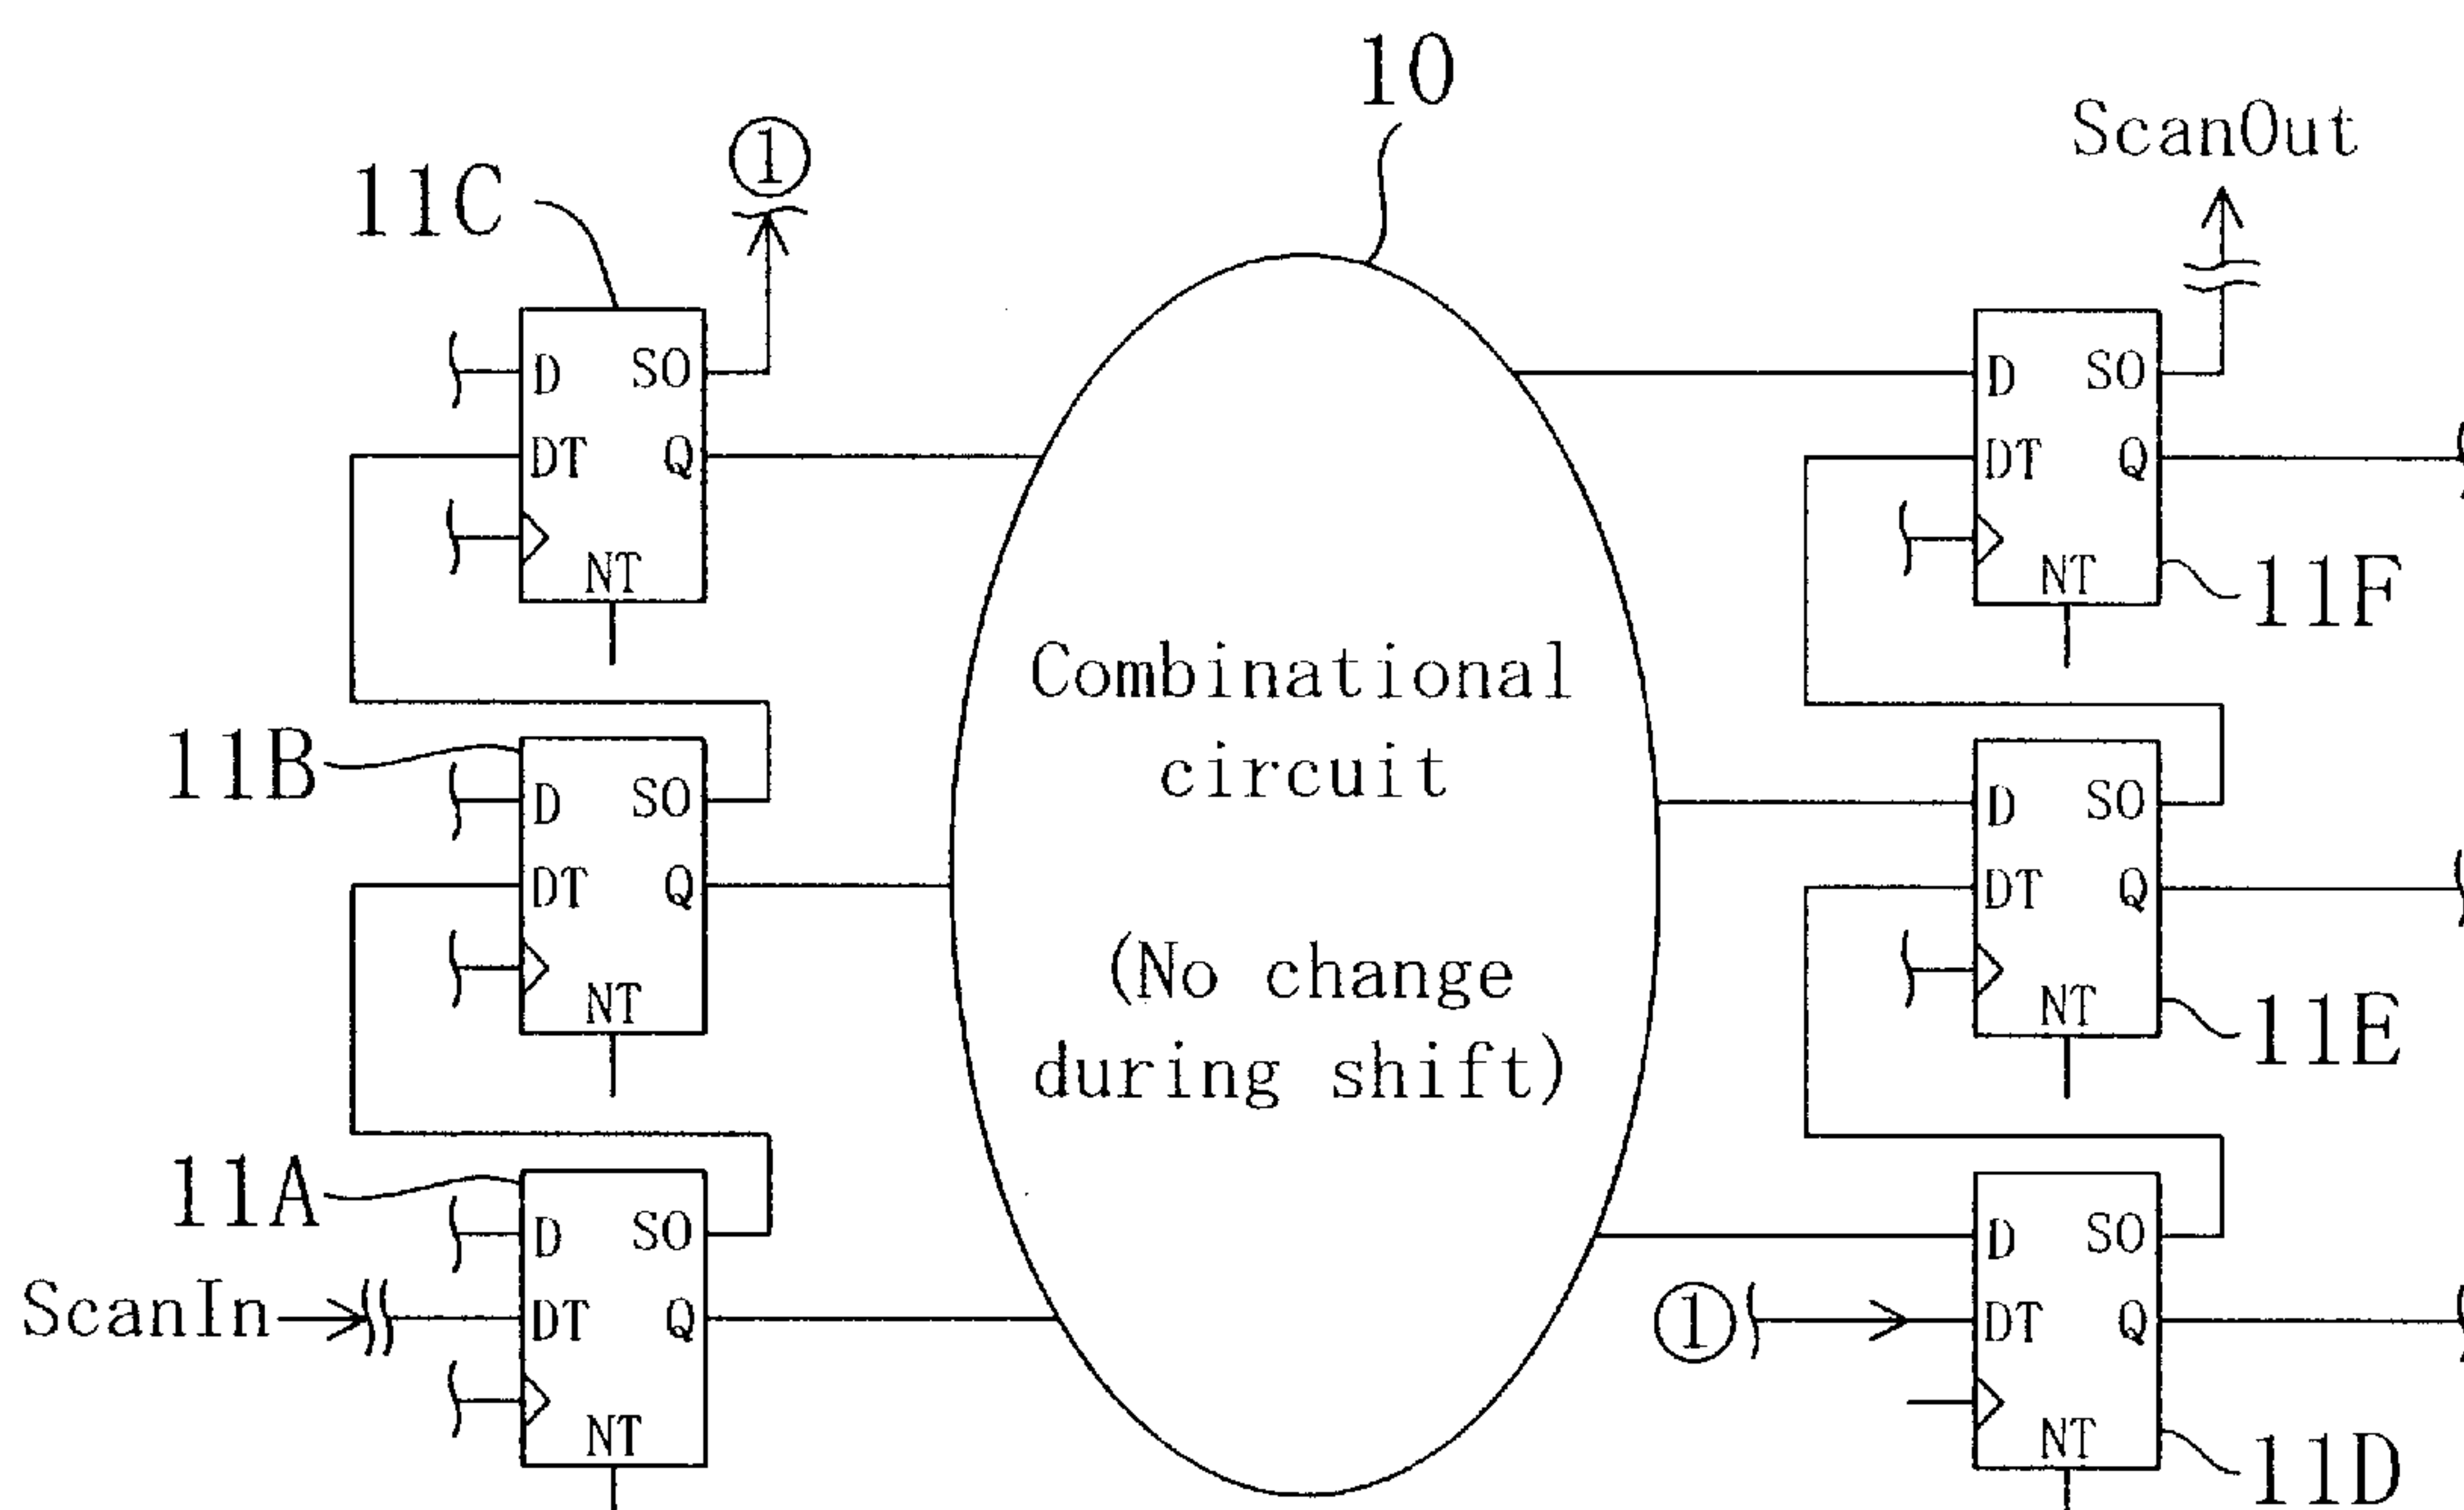 10
ScanOut
①
11C
D SO
DT Q
NT
D SO
DT Q
NT
11F
Combinational
circuit
(No change
during shift)
11B
D SO
DT Q
NT
D SO
DT Q
NT
11E
11A
D SO
ScanIn
DT Q
NT
D SO
①
DT Q
NT
11D